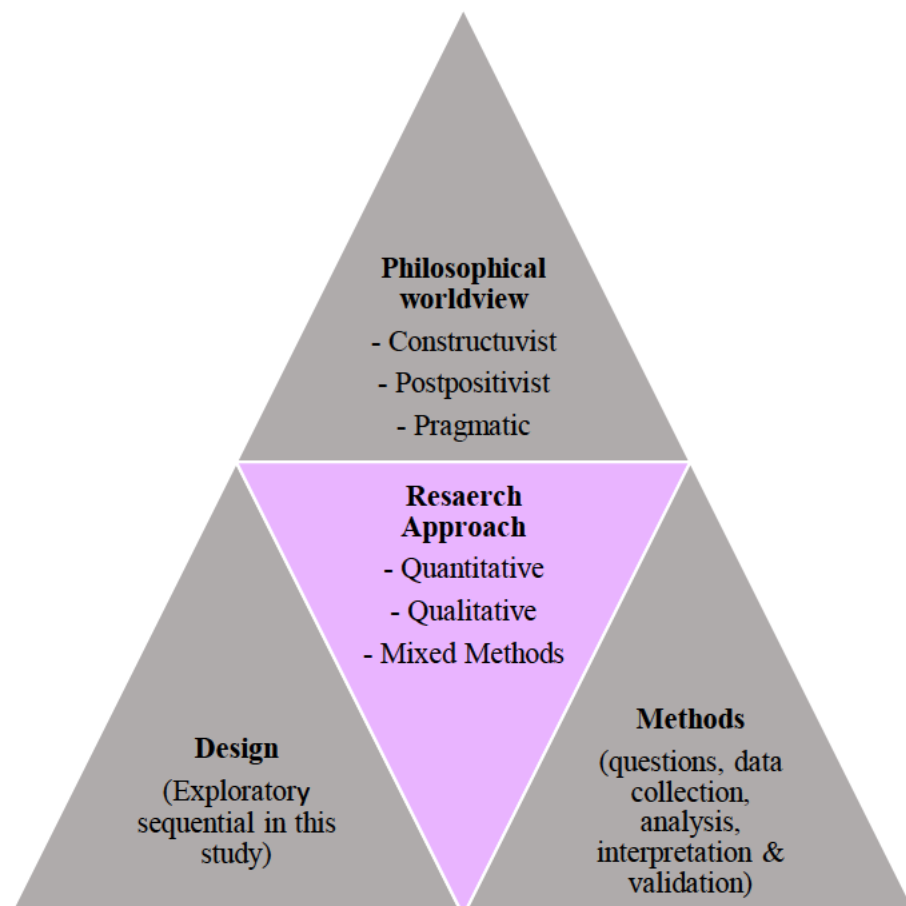 Philosophical
worldview
- Constructuvist
- Postpositivist
- Pragmatic
Resaerch
Approach
- Quantitative
- Qualitative
- Mixed Methods
Design
(Exploratory
sequential in this
study)
Methods
(questions, data
collection,
analysis,
interpretation &
validation)